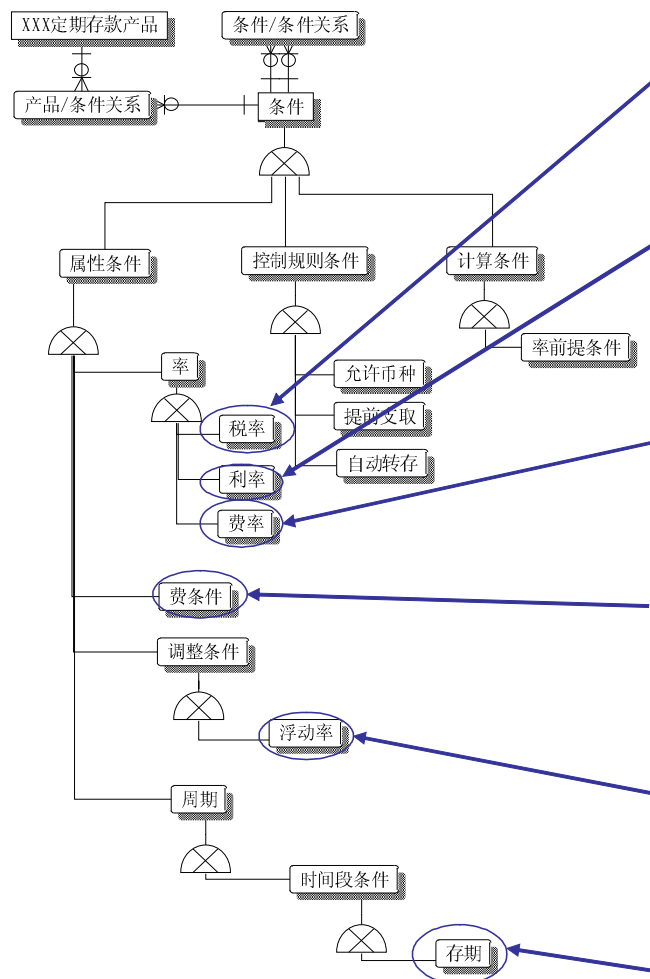 XXX定期存款产品
条件/条件关系
产品/条件关系
条件
属性条件
控制规则条件
计算条件
率
允许币种
率前提条件
税率
提前支取
利率
自动转存
费率
费条件
调整条件
浮动率
周期
时间段条件
存期